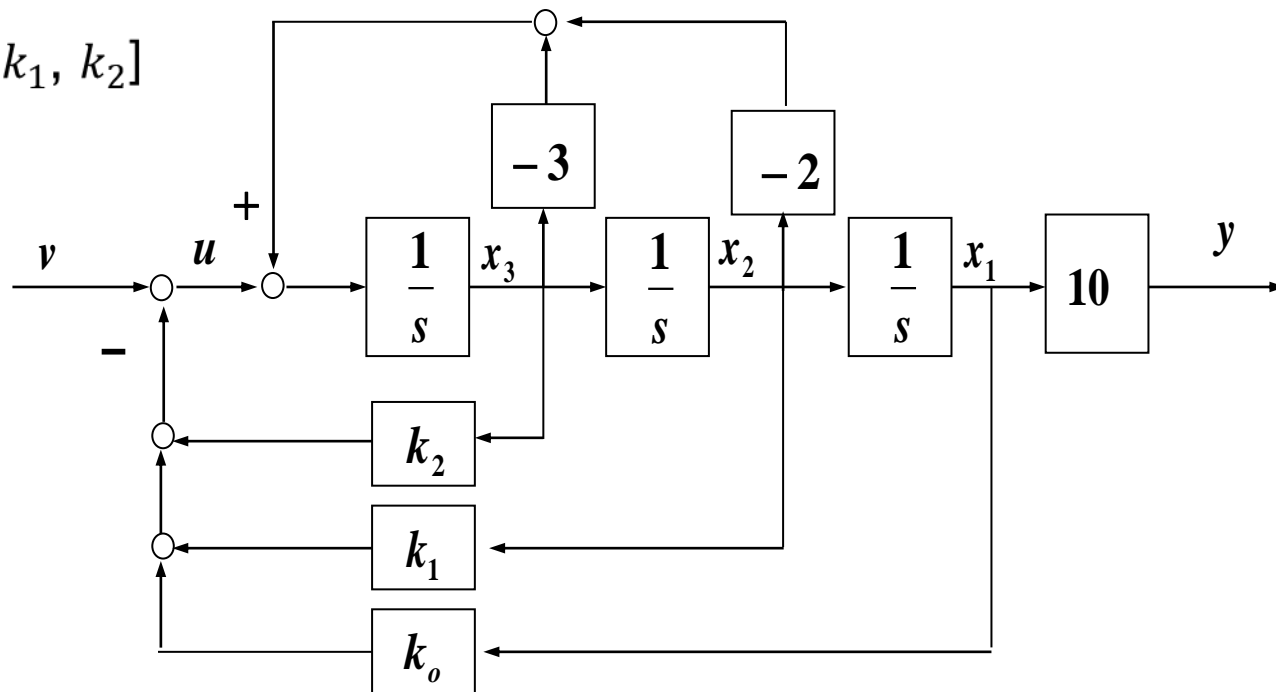 k₁, k₂]
− 3
− 2
+
v
u
1/s
x₃
1/s
x₂
1/s
x₁
10
y
−
k₂
k₁
kₒ